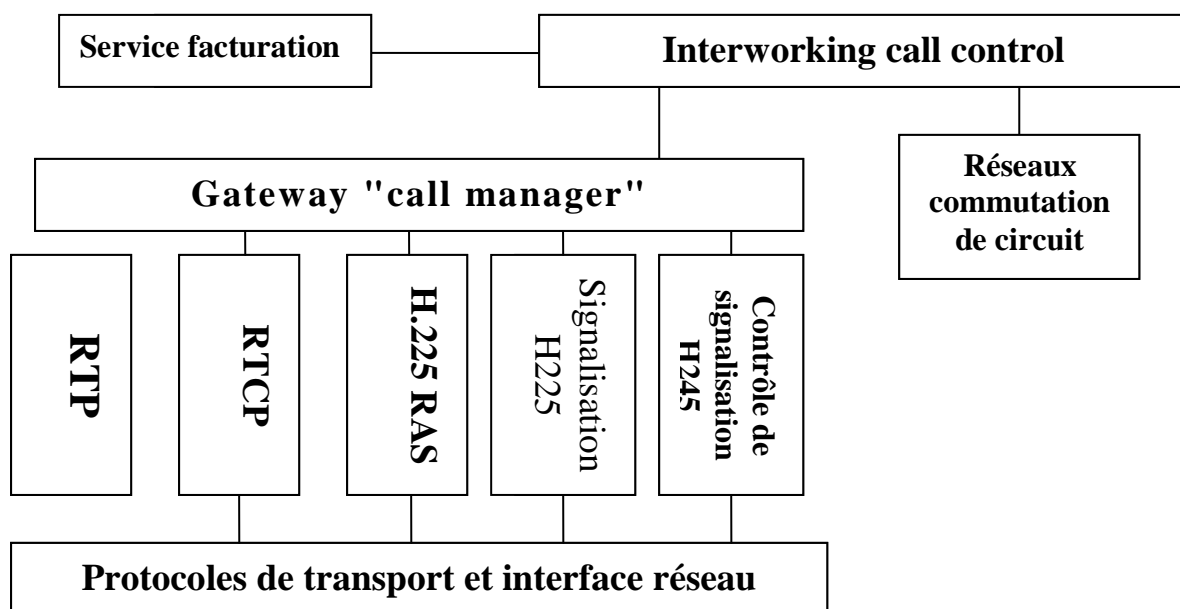 Service facturation
Interworking call control
Réseaux
commutation
de circuit
Gateway "call manager"
RTP
RTCP
H.225 RAS
Signalisation
H225
Contrôle de
signalisation
H245
Protocoles de transport et interface réseau